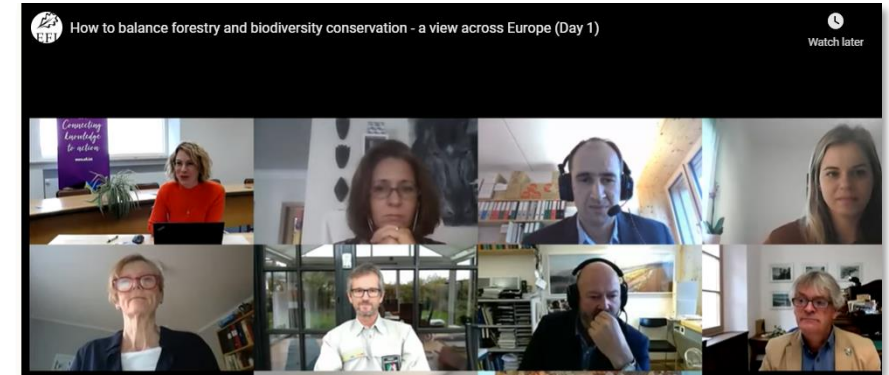 EFI
How to balance forestry and biodiversity conservation - a view across Europe (Day 1)
Watch later
Connecting
knowledge
to action